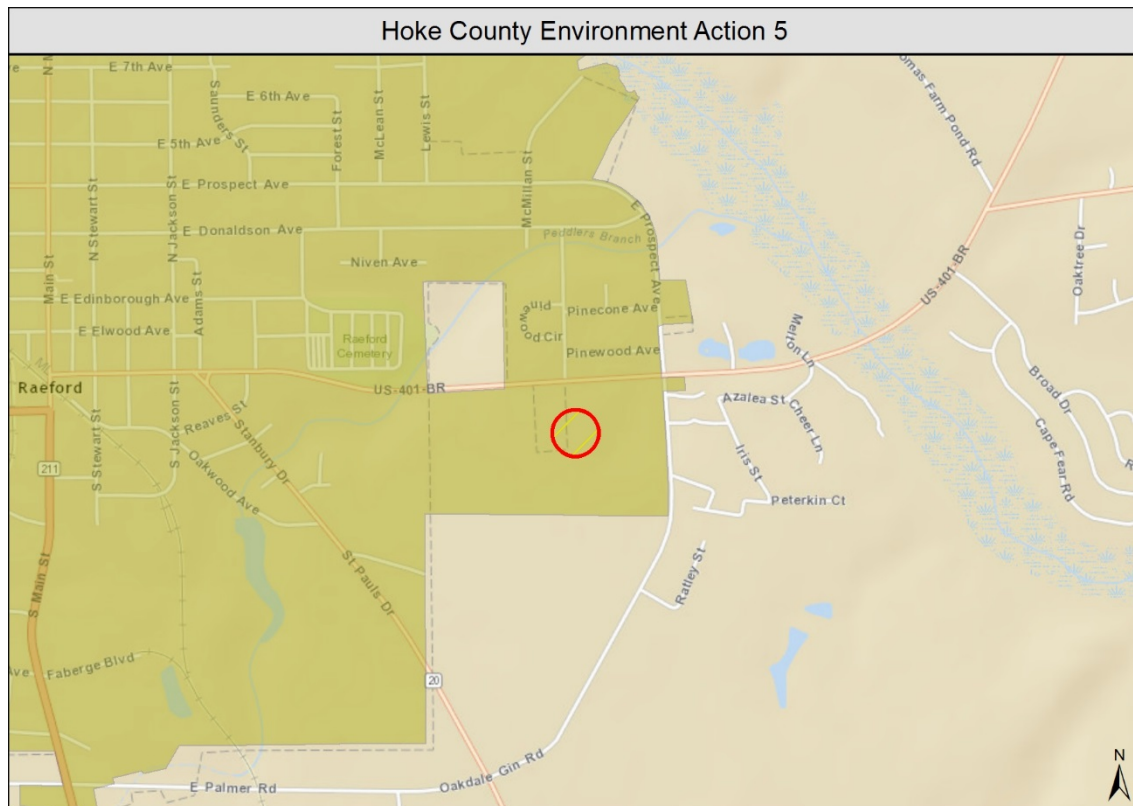 Hoke County Environment Action 5
E 7th Ave
N M
E 6th Ave
Saunders St
Forest St
McLean St
Lewis St
E 5th Ave
E Prospect Ave
McMillan St
N Stewart St
N Jackson St
E Donaldson Ave
Peddlers Branch
E Prospect Ave
Niven Ave
Main St
Adams St
E Edinborough Ave
E Elwood Ave
Raeford
Cemetery
Pinewood Cir
Pinecone Ave
Pinewood Ave
omas Farm Pond Rd
Oaktree Dr
US-401-BR
Melton Ln
Broad Dr
Cape Fear Rd
R
Raeford
US-401-BR
Azalea St
Cheer Ln
Iris St
Peterkin Ct
Reaves St
Stanbury Dr
Oakwood Ave
211
S Stewart St
S Jackson St
St Pauls Dr
Ratley St
S Main St
Ave
Faberge Blvd
20
E Palmer Rd
Oakdale Gin Rd
N